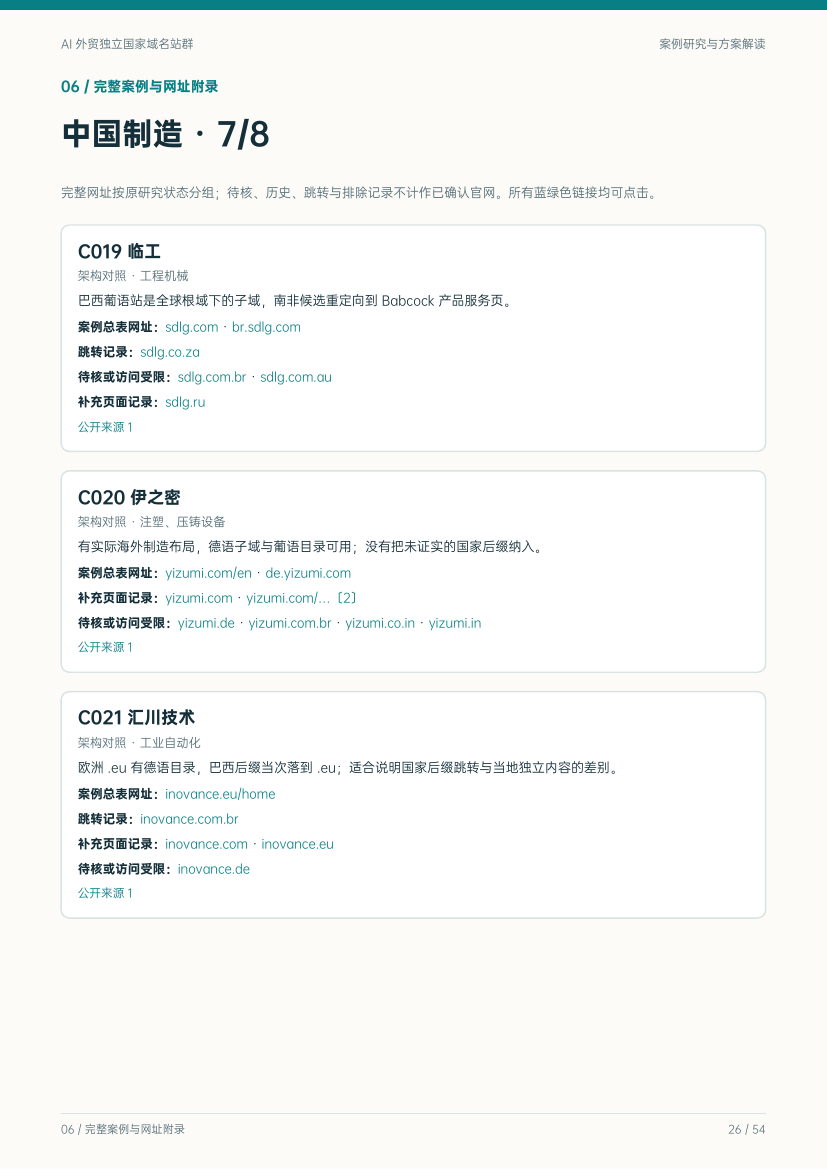 AI 外贸独立国家域名站群
案例研究与方案解读
06 / 完整案例与网址附录
中国制造 · 7/8
完整网址按原研究状态分组；待核、历史、跳转与排除记录不计作已确认官网。所有蓝绿色链接均可点击。
C019 临工
架构对照 · 工程机械
巴西葡语站是全球根域下的子域，南非候选重定向到 Babcock 产品服务页。
案例总表网址：sdlg.com · br.sdlg.com
跳转记录：sdlg.co.za
待核或访问受限：sdlg.com.br · sdlg.com.au
补充页面记录：sdlg.ru
公开来源 1
C020 伊之密
架构对照 · 注塑、压铸设备
有实际海外制造布局，德语子域与葡语目录可用；没有把未证实的国家后缀纳入。
案例总表网址：yizumi.com/en · de.yizumi.com
补充页面记录：yizumi.com · yizumi.com/...［2］
待核或访问受限：yizumi.de · yizumi.com.br · yizumi.co.in · yizumi.in
公开来源 1
C021 汇川技术
架构对照 · 工业自动化
欧洲 .eu 有德语目录，巴西后缀当次落到 .eu；适合说明国家后缀跳转与当地独立内容的差别。
案例总表网址：inovance.eu/home
跳转记录：inovance.com.br
补充页面记录：inovance.com · inovance.eu
待核或访问受限：inovance.de
公开来源 1
06 / 完整案例与网址附录
26 / 54